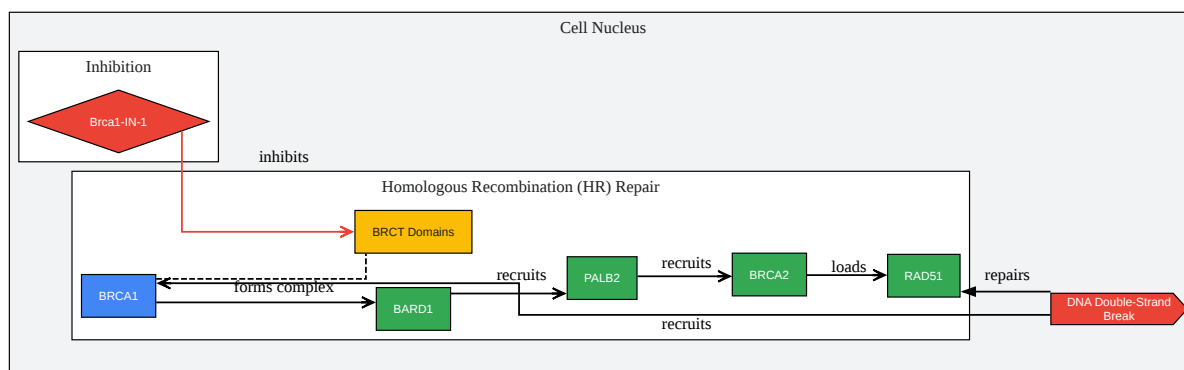 Cell Nucleus
Inhibition
Brca1-IN-1
inhibits
Homologous Recombination (HR) Repair
BRCT Domains
PALB2
recruits
BRCA2
loads
RAD51
repairs
recruits
BRCA1
forms complex
BARD1
DNA Double-Strand
Break
recruits